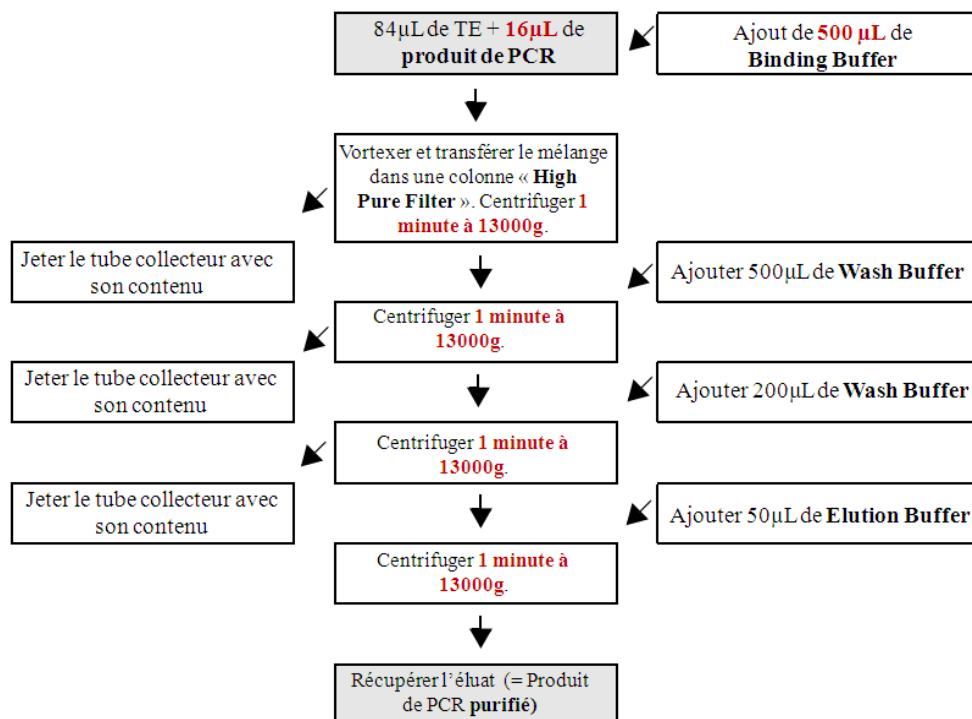 84µL de TE + 16µL de
produit de PCR
Ajout de 500 µL de
Binding Buffer
Vortexer et transférer le mélange
dans une colonne « High
Pure Filter ». Centrifuger 1
minute à 13000g.
Jeter le tube collecteur avec
son contenu
Ajouter 500µL de Wash Buffer
Centrifuger 1 minute à
13000g.
Jeter le tube collecteur avec
son contenu
Ajouter 200µL de Wash Buffer
Centrifuger 1 minute à
13000g.
Jeter le tube collecteur avec
son contenu
Ajouter 50µL de Elution Buffer
Centrifuger 1 minute à
13000g.
Récupérer l’éluat (= Produit
de PCR purifié)